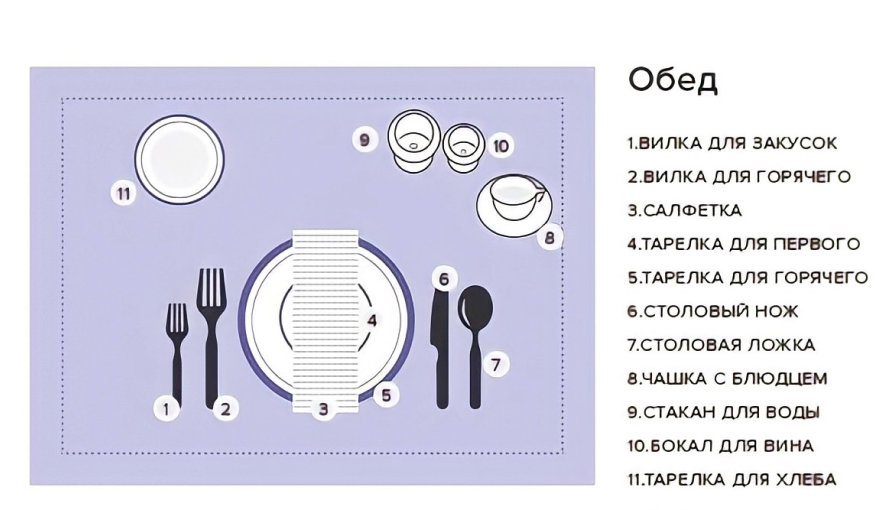 Обед
1.ВИЛКА ДЛЯ ЗАКУСОК
2.ВИЛКА ДЛЯ ГОРЯЧЕГО
3.САЛФЕТКА
4.ТАРЕЛКА ДЛЯ ПЕРВОГО
5.ТАРЕЛКА ДЛЯ ГОРЯЧЕГО
6.СТОЛОВЫЙ НОЖ
7.СТОЛОВАЯ ЛОЖКА
8.ЧАШКА С БЛЮДЦЕМ
9.СТАКАН ДЛЯ ВОДЫ
10.БОКАЛ ДЛЯ ВИНА
11.ТАРЕЛКА ДЛЯ ХЛЕБА
9
10
11
8
6
4
7
5
1
2
3